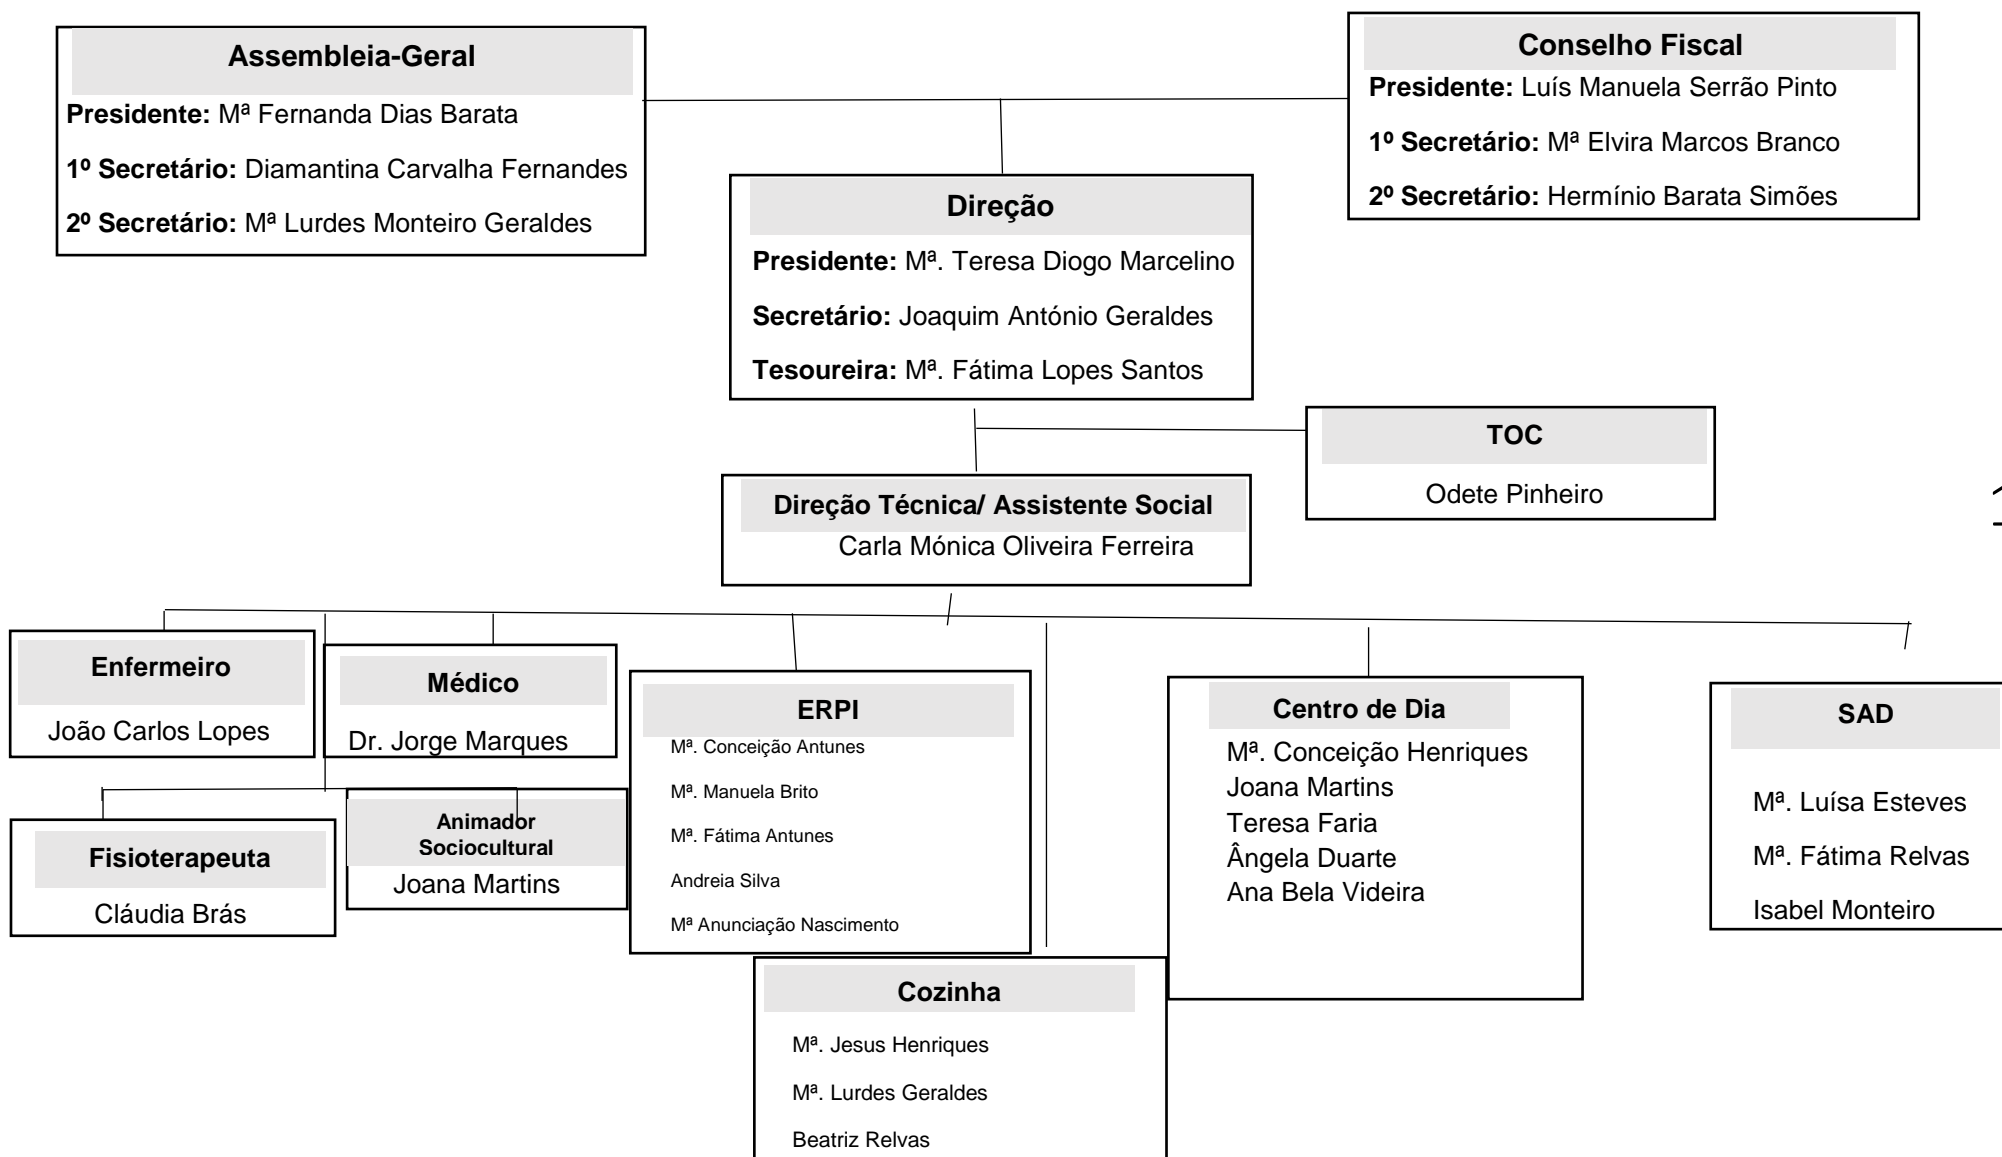 Assembleia-Geral
Presidente: Mª Fernanda Dias Barata
1º Secretário: Diamantina Carvalha Fernandes
2º Secretário: Mª Lurdes Monteiro Geraldes
Conselho Fiscal
Presidente: Luís Manuela Serrão Pinto
1º Secretário: Mª Elvira Marcos Branco
2º Secretário: Hermínio Barata Simões
Direção
Presidente: Mª. Teresa Diogo Marcelino
Secretário: Joaquim António Geraldes
Tesoureira: Mª. Fátima Lopes Santos
TOC
Odete Pinheiro
Direção Técnica/ Assistente Social
Carla Mónica Oliveira Ferreira
Enfermeiro
João Carlos Lopes
Médico
Dr. Jorge Marques
Fisioterapeuta
Cláudia Brás
Animador
Sociocultural
Joana Martins
ERPI
Mª. Conceição Antunes
Mª. Manuela Brito
Mª. Fátima Antunes
Andreia Silva
Mª Anunciação Nascimento
Cozinha
Mª. Jesus Henriques
Mª. Lurdes Geraldes
Beatriz Relvas
Centro de Dia
Mª. Conceição Henriques
Joana Martins
Teresa Faria
Ângela Duarte
Ana Bela Videira
SAD
Mª. Luísa Esteves
Mª. Fátima Relvas
Isabel Monteiro